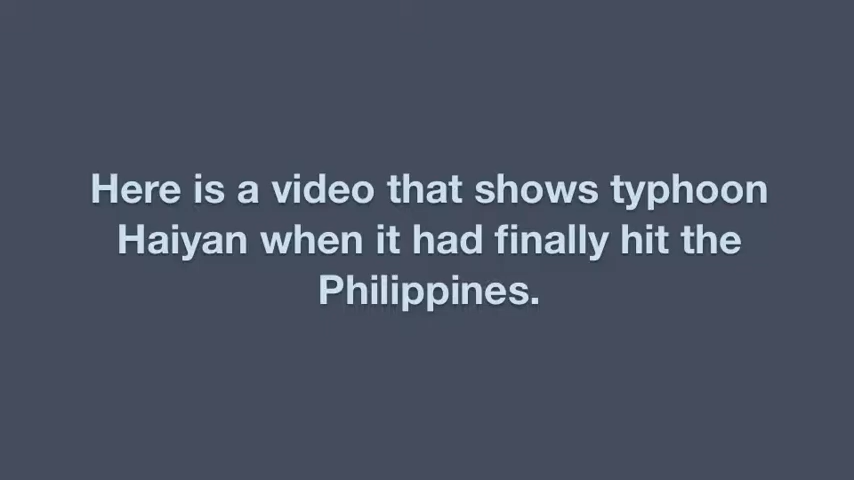 Here is a video that shows typhoon
Haiyan when it had finally hit the
Philippines.